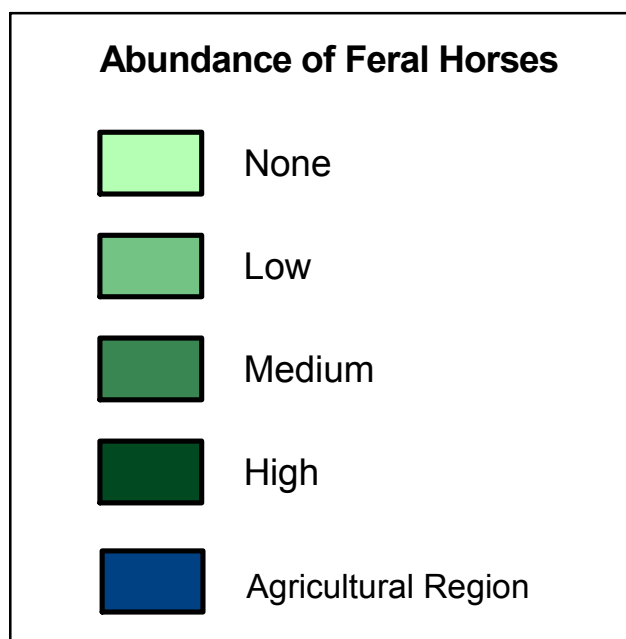 Abundance of Feral Horses
None
Low
Medium
High
Agricultural Region